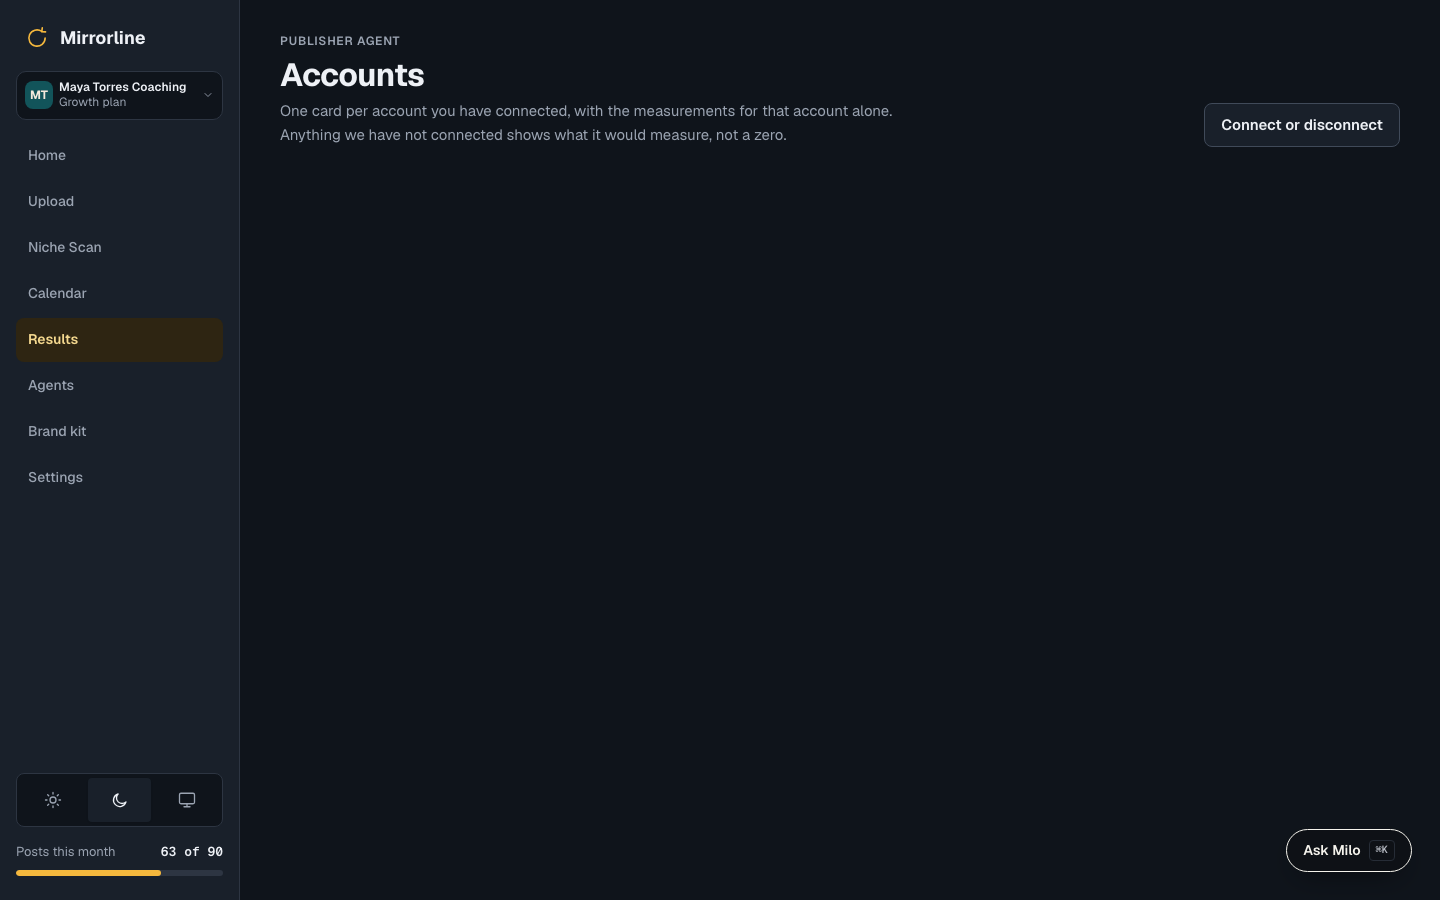 Mirrorline
MT
Maya Torres Coaching
Growth plan
Home
Upload
Niche Scan
Calendar
Results
Agents
Brand kit
Settings
Posts this month
63 of 90
PUBLISHER AGENT
Accounts
One card per account you have connected, with the measurements for that account alone.
Anything we have not connected shows what it would measure, not a zero.
Connect or disconnect
Ask Milo ⌘K